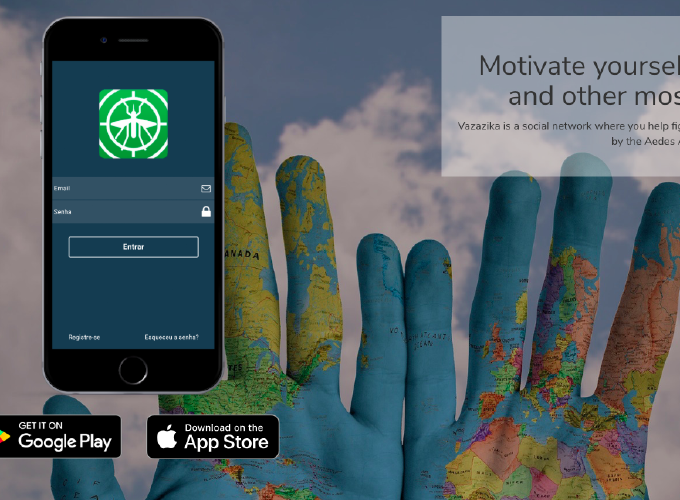 Motivate yoursel
and other mos
Vazazika is a social network where you help fig
by the Aedes A
Email
Senha
Entrar
Registre-se
Esqueceu a senha?
GET IT ON
Google Play
Download on the
App Store
ANADA